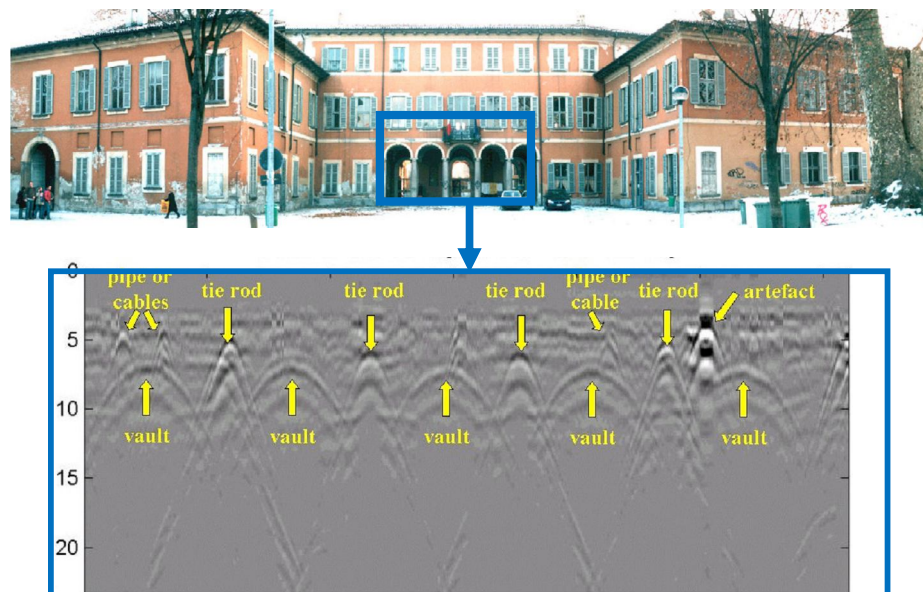 0
pipe or
cables
tie rod
tie rod
tie rod
pipe or
cable
tie rod
artefact
5
10
vault
vault
vault
vault
vault
15
20